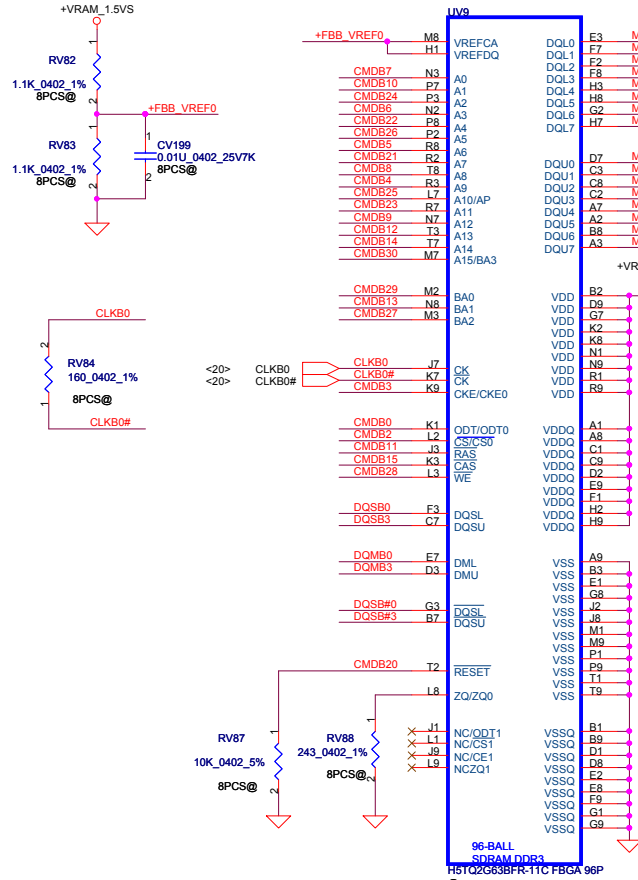 +VRAM_1.5VS
1
RV82
1.1K_0402_1%
8PCS@
2
+FBB_VREF0
1
RV83
1.1K_0402_1%
8PCS@
2
1
CV199
0.01U_0402_25V7K
8PCS@
2
CLKB0
2
RV84
160_0402_1%
1
8PCS@
CLKB0#
UV9
+FBB_VREF0 M8 VREFCA
H1 VREFDQ
CMDB7 N3 A0
CMDB10 P7 A1
CMDB24 P3 A2
CMDB6 N2 A3
CMDB22 P8 A4
CMDB26 P2 A5
CMDB5 R8 A6
CMDB21 R2 A7
CMDB8 T8 A8
CMDB4 R3 A9
CMDB25 L7 A10/AP
CMDB23 R7 A11
CMDB9 N7 A12
CMDB12 T3 A13
CMDB14 T7 A14
CMDB30 M7 A15/BA3
CMDB29 M2 BA0
CMDB13 N8 BA1
CMDB27 M3 BA2
<20> CLKB0 CLKB0 J7 CK
<20> CLKB0# CLKB0# K7 CK
CMDB3 K9 CKE/CKE0
CMDB0 K1 ODT/ODT0
CMDB2 L2 CS/CS0
CMDB11 J3 RAS
CMDB15 K3 CAS
CMDB28 L3 WE
DQSB0 F3 DQSL
DQSB3 C7 DQSU
DQMB0 E7 DML
DQMB3 D3 DMU
DQSB#0 G3 DQSL
DQSB#3 B7 DQSU
CMDB20 T2 RESET
L8 ZQ/ZQ0
1
RV87
10K_0402_5%
2
8PCS@
1
RV88
243_0402_1%
8PCS@
2
J1 NC/ODT1
L1 NC/CS1
J9 NC/CE1
L9 NCZQ1
DQL0 E3 M
DQL1 F7 M
DQL2 F2 M
DQL3 F8 M
DQL4 H3 M
DQL5 H8 M
DQL6 G2 M
DQL7 H7 M
DQU0 D7 M
DQU1 C3 M
DQU2 C8 M
DQU3 C2 M
DQU4 A7 M
DQU5 A2 M
DQU6 B8 M
DQU7 A3 M
+VR
VDD B2
VDD D9
VDD G7
VDD K2
VDD K8
VDD N1
VDD N9
VDD R1
VDD R9
VDDQ A1
VDDQ A8
VDDQ C1
VDDQ C9
VDDQ D2
VDDQ E9
VDDQ F1
VDDQ H2
VDDQ H9
VSS A9
VSS B3
VSS E1
VSS G8
VSS J2
VSS J8
VSS M1
VSS M9
VSS P1
VSS P9
VSS T1
VSS T9
VSSQ B1
VSSQ B9
VSSQ D1
VSSQ D8
VSSQ E2
VSSQ E8
VSSQ F9
VSSQ G1
VSSQ G9
96-BALL
SDRAM DDR3
H5TQ2G63BFR-11C FBGA 96P